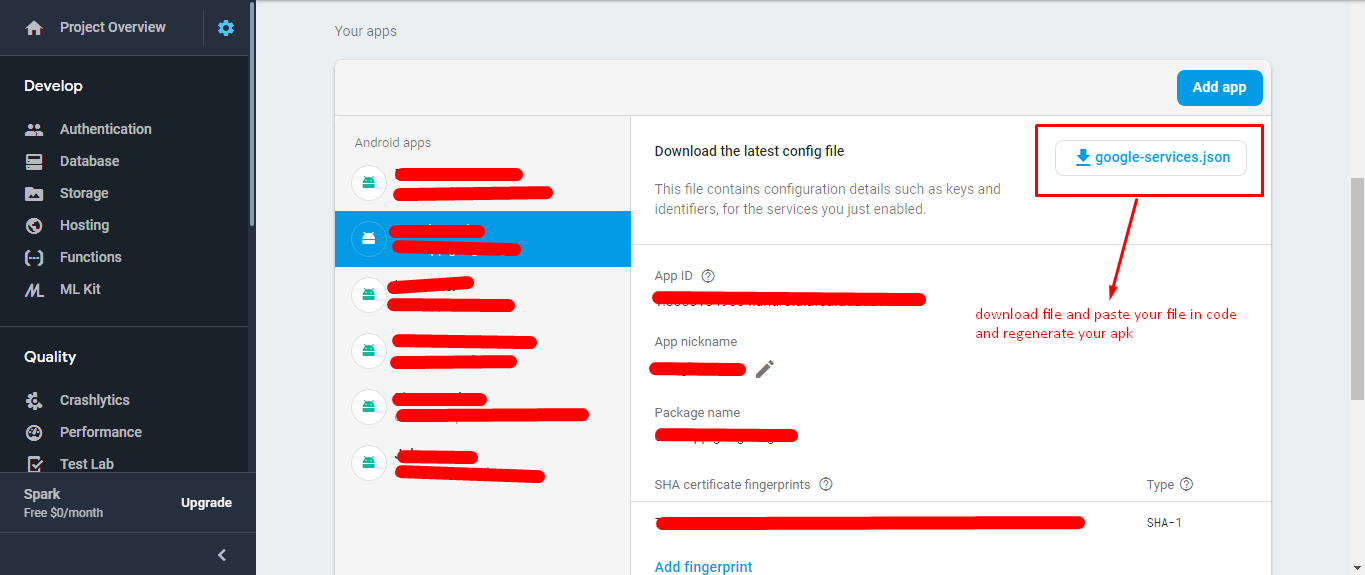 Project Overview
Develop
Authentication
Database
Storage
Hosting
Functions
ML Kit
Quality
Crashlytics
Performance
Test Lab
Spark
Free $0/month
Upgrade
Your apps
Add app
Android apps
Download the latest config file
google-services.json
This file contains configuration details such as keys and
identifiers, for the services you just enabled.
App ID
download file and paste your file in code
and regenerate your apk
App nickname
Package name
SHA certificate fingerprints
Type
SHA-1
Add fingerprint